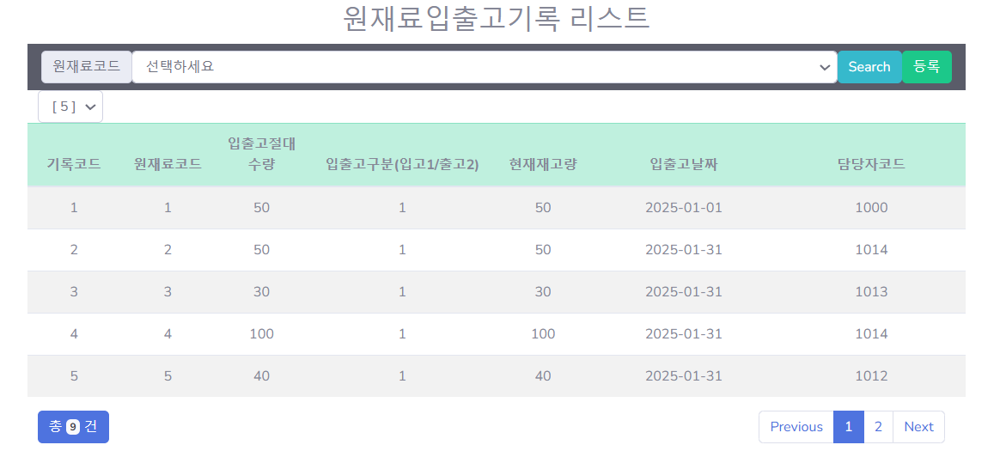 원재료입출고기록 리스트
원재료코드 선택하세요 Search 등록
[ 5 ]
기록코드 원재료코드 입출고절대수량 입출고구분(입고1/출고2) 현재재고량 입출고날짜 담당자코드
1 1 50 1 50 2025-01-01 1000
2 2 50 1 50 2025-01-31 1014
3 3 30 1 30 2025-01-31 1013
4 4 100 1 100 2025-01-31 1014
5 5 40 1 40 2025-01-31 1012
총 9 건 Previous 1 2 Next